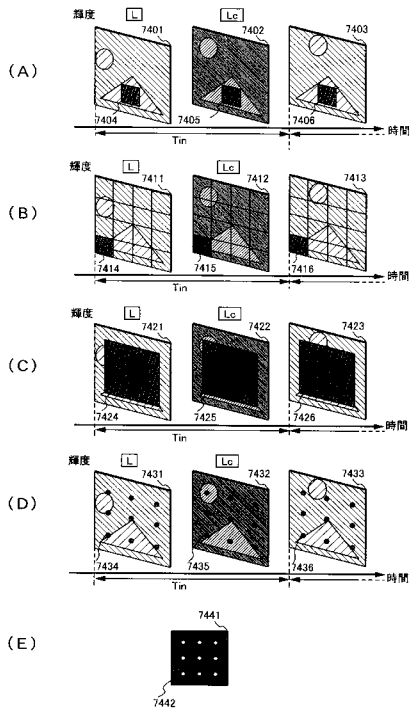 輝度 L Lc
7401 7402 7403
(A)
7404 7405 7406
Tin 時間
輝度 L Lc
7411 7412 7413
(B)
7414 7415 7416
Tin 時間
輝度 L Lc
7421 7422 7423
(C)
7424 7425 7426
Tin 時間
輝度 L Lc
7431 7432 7433
(D)
7434 7435 7436
Tin 時間
7441
(E)
7442